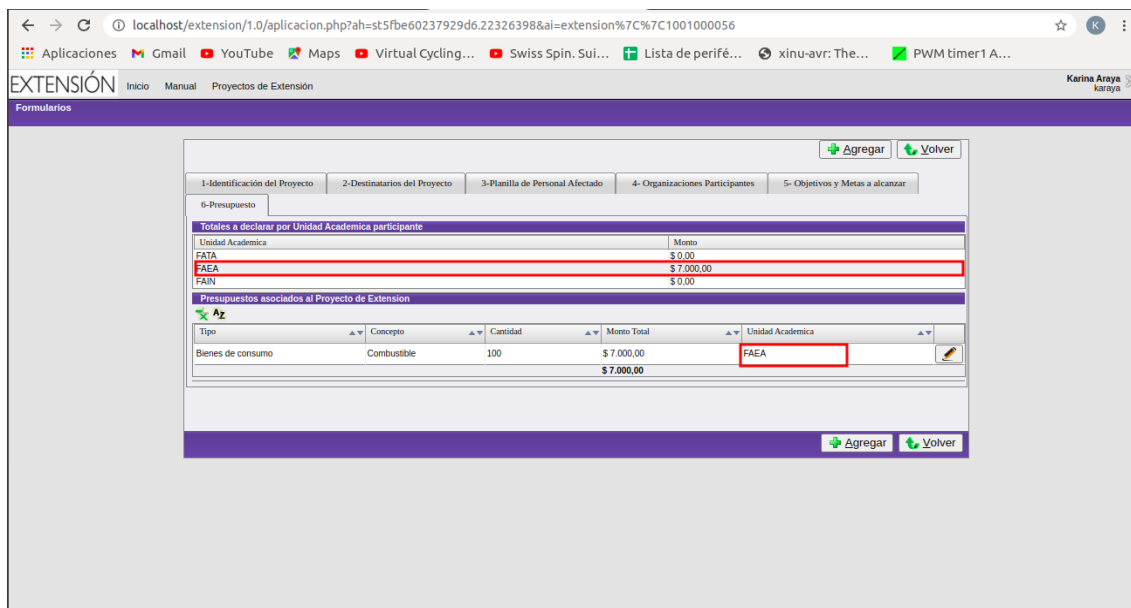 localhost/extension/1.0/aplicacion.php?ah=st5fbe60237929d6.22326398&ai=extension%7C%7C1001000056 K
Aplicaciones Gmail YouTube Maps Virtual Cycling... Swiss Spin. Sui... Lista de perifé... xinu-avr: The... PWM timer1 A...
EXTENSIÓN Inicio Manual Proyectos de Extensión Karina Araya
karaya
Formularios
Agregar Volver
1-Identificación del Proyecto 2-Destinatarios del Proyecto 3-Planilla de Personal Afectado 4- Organizaciones Participantes 5- Objetivos y Metas a alcanzar
6-Presupuesto
Totales a declarar por Unidad Academica participante
Unidad Academica Monto
FATA $ 0,00
FAEA $ 7.000,00
FAIN $ 0,00
Presupuestos asociados al Proyecto de Extension
AZ
Tipo Concepto Cantidad Monto Total Unidad Academica
Bienes de consumo Combustible 100 $ 7.000,00 FAEA
$ 7.000,00
Agregar Volver